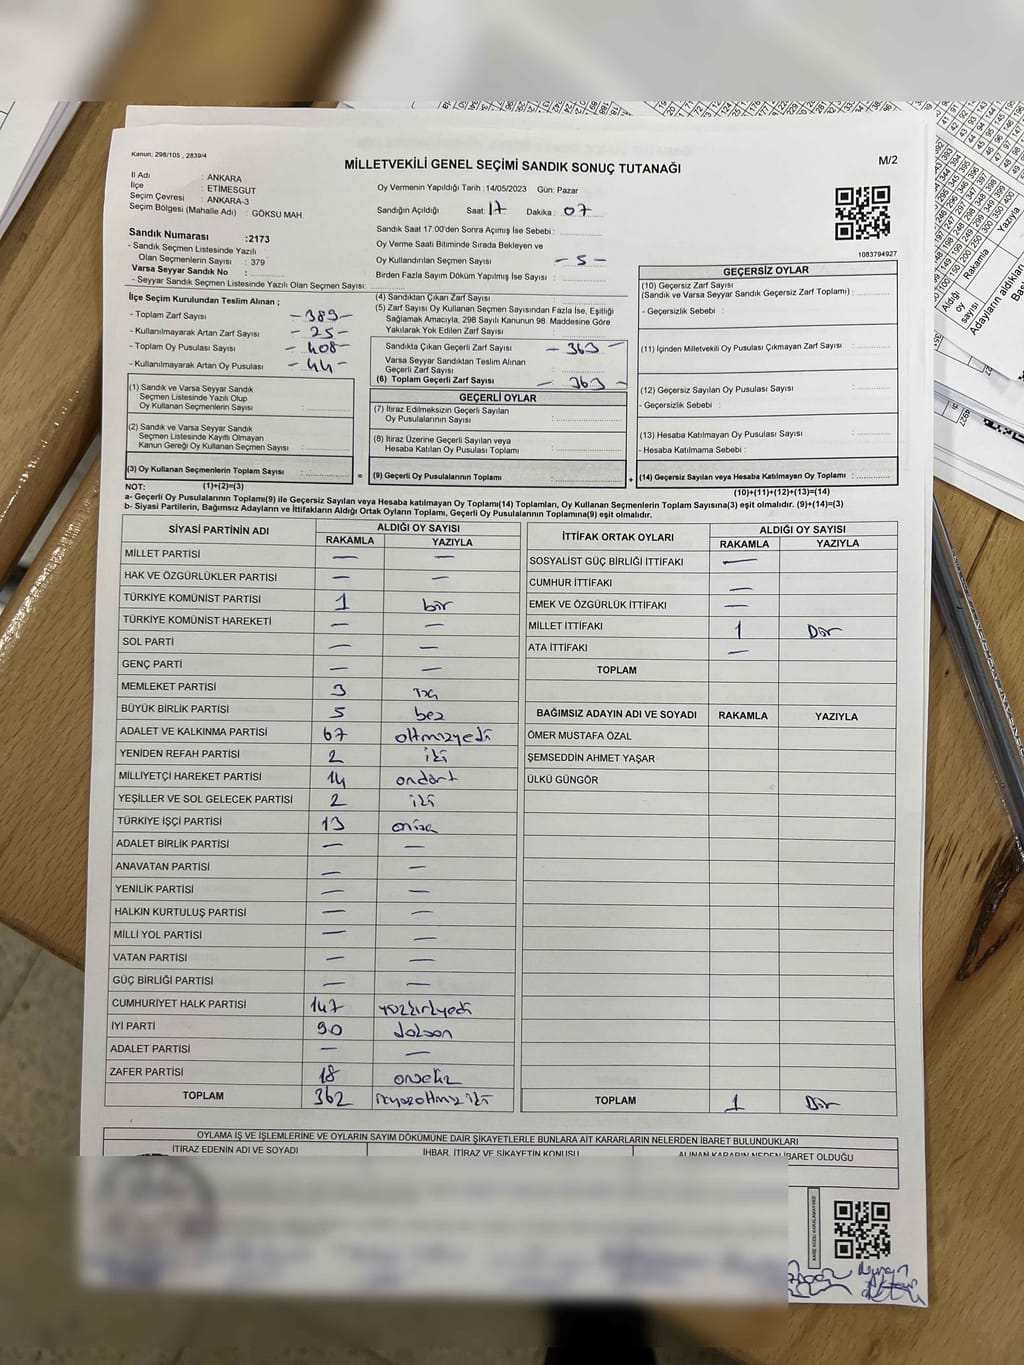 Kanun: 298/105 , 2839/4
MİLLETVEKİLİ GENEL SEÇİMİ SANDIK SONUÇ TUTANAĞI
M/2
İl Adı : ANKARA
İlçe : ETİMESGUT
Seçim Çevresi : ANKARA-3
Seçim Bölgesi (Mahalle Adı) : GÖKSU MAH.
Oy Vermenin Yapıldığı Tarih :14/05/2023 Gün: Pazar
Sandığın Açıldığı Saat: 17 Dakika : 07
Sandık Saat 17.00'den Sonra Açımış İse Sebebi :
Oy Verme Saati Bitiminde Sırada Bekleyen ve
Oy Kullandırılan Seçmen Sayısı - 5 -
Birden Fazla Sayım Döküm Yapılmış İse Sayısı :
1083794927
Sandık Numarası :2173
- Sandık Seçmen Listesinde Yazılı
Olan Seçmenlerin Sayısı : 379
Varsa Seyyar Sandık No :
- Seyyar Sandık Seçmen Listesinde Yazılı Olan Seçmen Sayısı:
İlçe Seçim Kurulundan Teslim Alınan ;
- Toplam Zarf Sayısı - 389 -
- Kullanılmayarak Artan Zarf Sayısı - 25 -
- Toplam Oy Pusulası Sayısı - 408 -
- Kullanılmayarak Artan Oy Pusulası - 44 -
(4) Sandıktan Çıkan Zarf Sayısı :
(5) Zarf Sayısı Oy Kullanan Seçmen Sayısından Fazla İse, Eşitliği
Sağlamak Amacıyla, 298 Sayılı Kanunun 98. Maddesine Göre
Yakılarak Yok Edilen Zarf Sayısı :
Sandıkta Çıkan Geçerli Zarf Sayısı - 363 -
Varsa Seyyar Sandıktan Teslim Alınan
Geçerli Zarf Sayısı :
(6) Toplam Geçerli Zarf Sayısı - 363 -
GEÇERSİZ OYLAR
(10) Geçersiz Zarf Sayısı
(Sandık ve Varsa Seyyar Sandık Geçersiz Zarf Toplamı) :
- Geçersizlik Sebebi :
(11) İçinden Milletvekili Oy Pusulası Çıkmayan Zarf Sayısı :
(12) Geçersiz Sayılan Oy Pusulası Sayısı :
- Geçersizlik Sebebi :
(13) Hesaba Katılmayan Oy Pusulası Sayısı :
- Hesaba Katılmama Sebebi :
(14) Geçersiz Sayılan veya Hesaba Katılmayan Oy Toplamı :
(10)+(11)+(12)+(13)=(14)
(1) Sandık ve Varsa Seyyar Sandık
Seçmen Listesinde Yazılı Olup
Oy Kullanan Seçmenlerin Sayısı :
(2) Sandık ve Varsa Seyyar Sandık
Seçmen Listesinde Kayıtlı Olmayan
Kanun Gereği Oy Kullanan Seçmen Sayısı :
(3) Oy Kullanan Seçmenlerin Toplam Sayısı :
=
GEÇERLİ OYLAR
(7) İtiraz Edilmeksizin Geçerli Sayılan
Oy Pusulalarının Sayısı :
(8) İtiraz Üzerine Geçerli Sayılan veya
Hesaba Katılan Oy Pusulası Toplamı :
(9) Geçerli Oy Pusulalarının Toplamı :
+
NOT: (1)+(2)=(3)
a- Geçerli Oy Pusulalarının Toplamı(9) ile Geçersiz Sayılan veya Hesaba katılmayan Oy Toplamı(14) Toplamları, Oy Kullanan Seçmenlerin Toplam Sayısına(3) eşit olmalıdır. (9)+(14)=(3)
b- Siyasi Partilerin, Bağımsız Adayların ve İttifakların Aldığı Ortak Oyların Toplamı, Geçerli Oy Pusulalarının Toplamına(9) eşit olmalıdır.
SİYASİ PARTİNİN ADI ALDIĞI OY SAYISI
RAKAMLA YAZIYLA
MİLLET PARTİSİ — —
HAK VE ÖZGÜRLÜKLER PARTİSİ — —
TÜRKİYE KOMÜNİST PARTİSİ 1 bir
TÜRKİYE KOMÜNİST HAREKETİ — —
SOL PARTİ — —
GENÇ PARTİ — —
MEMLEKET PARTİSİ 3 üç
BÜYÜK BİRLİK PARTİSİ 5 beş
ADALET VE KALKINMA PARTİSİ 67 altmışyedi
YENİDEN REFAH PARTİSİ 2 iki
MİLLİYETÇİ HAREKET PARTİSİ 14 ondört
YEŞİLLER VE SOL GELECEK PARTİSİ 2 iki
TÜRKİYE İŞÇİ PARTİSİ 13 onüç
ADALET BİRLİK PARTİSİ — —
ANAVATAN PARTİSİ — —
YENİLİK PARTİSİ — —
HALKIN KURTULUŞ PARTİSİ — —
MİLLİ YOL PARTİSİ — —
VATAN PARTİSİ — —
GÜÇ BİRLİĞİ PARTİSİ — —
CUMHURİYET HALK PARTİSİ 147 yüzkırkyedi
İYİ PARTİ 90 doksan
ADALET PARTİSİ — —
ZAFER PARTİSİ 18 onsekiz
TOPLAM 362 üçyüzaltmışiki
İTTİFAK ORTAK OYLARI ALDIĞI OY SAYISI
RAKAMLA YAZIYLA
SOSYALİST GÜÇ BİRLİĞİ İTTİFAKI —
CUMHUR İTTİFAKI —
EMEK VE ÖZGÜRLÜK İTTİFAKI —
MİLLET İTTİFAKI 1 Bir
ATA İTTİFAKI —
TOPLAM
BAĞIMSIZ ADAYIN ADI VE SOYADI RAKAMLA YAZIYLA
ÖMER MUSTAFA ÖZAL
ŞEMSEDDİN AHMET YAŞAR
ÜLKÜ GÜNGÖR
TOPLAM 1 Bir
OYLAMA İŞ VE İŞLEMLERİNE VE OYLARIN SAYIM DÖKÜMÜNE DAİR ŞİKAYETLERLE BUNLARA AİT KARARLARIN NELERDEN İBARET BULUNDUKLARI
İTİRAZ EDENİN ADI VE SOYADI İHBAR, İTİRAZ VE ŞİKAYETİN KONUSU ALINAN KARARIN NEDEN İBARET OLDUĞU